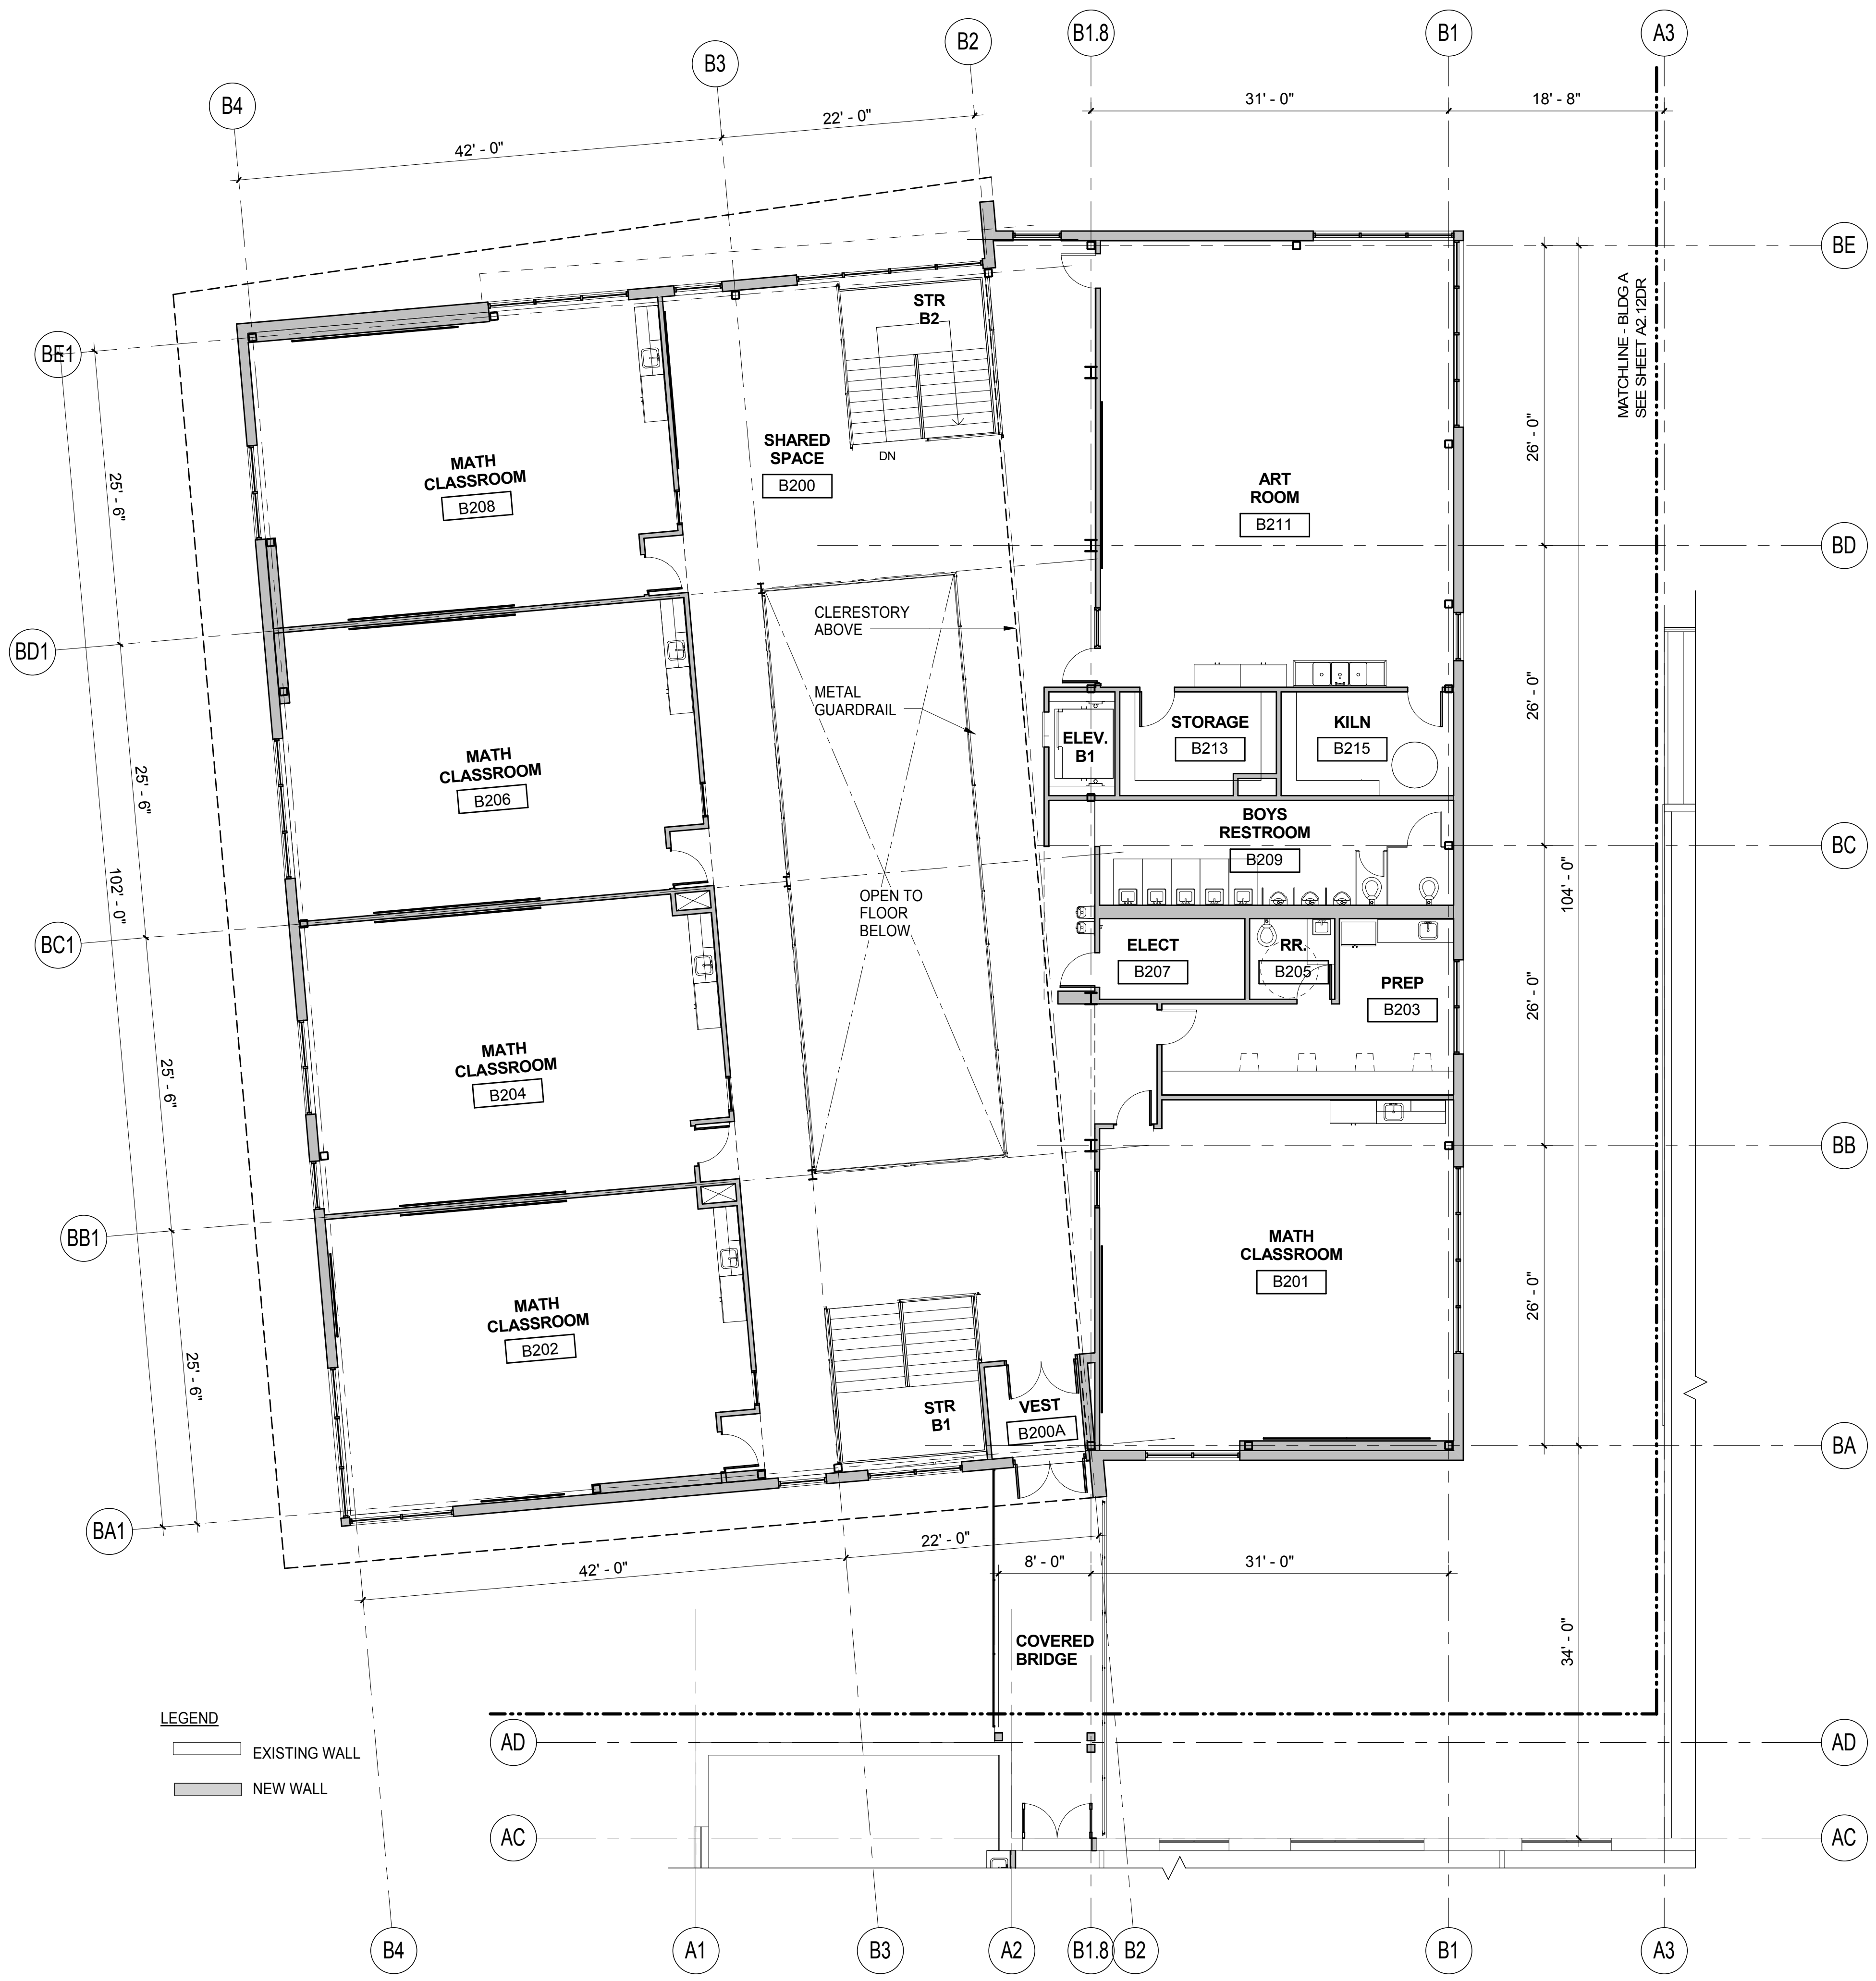 B1.8
B1
A3
B2
B3
B4
31' - 0"
18' - 8"
22' - 0"
42' - 0"
BE
MATCHLINE - BLDG A
SEE SHEET A2.12DR
STR
B2
BE1
DN
SHARED
SPACE
B200
MATH
CLASSROOM
B208
ART
ROOM
B211
26' - 0"
25' - 6"
BD
CLERESTORY
ABOVE
BD1
METAL
GUARDRAIL
26' - 0"
ELEV.
B1
STORAGE
B213
KILN
B215
MATH
CLASSROOM
B206
25' - 6"
BOYS
RESTROOM
B209
BC
102' - 0"
104' - 0"
OPEN TO
FLOOR
BELOW
BC1
ELECT
B207
RR.
B205
PREP
B203
26' - 0"
MATH
CLASSROOM
B204
25' - 6"
BB
BB1
MATH
CLASSROOM
B201
26' - 0"
MATH
CLASSROOM
B202
25' - 6"
STR
B1
VEST
B200A
BA
BA1
22' - 0"
42' - 0"
8' - 0"
31' - 0"
COVERED
BRIDGE
34' - 0"
LEGEND
EXISTING WALL
NEW WALL
AD
AD
AC
AC
B4
A1
B3
A2
B1.8
B2
B1
A3